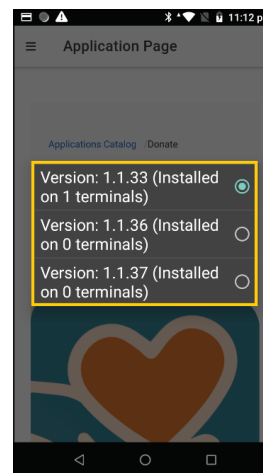 11:12 p
Application Page
Applications Catalog /Donate
Version: 1.1.33 (Installed
on 1 terminals)
Version: 1.1.36 (Installed
on 0 terminals)
Version: 1.1.37 (Installed
on 0 terminals)